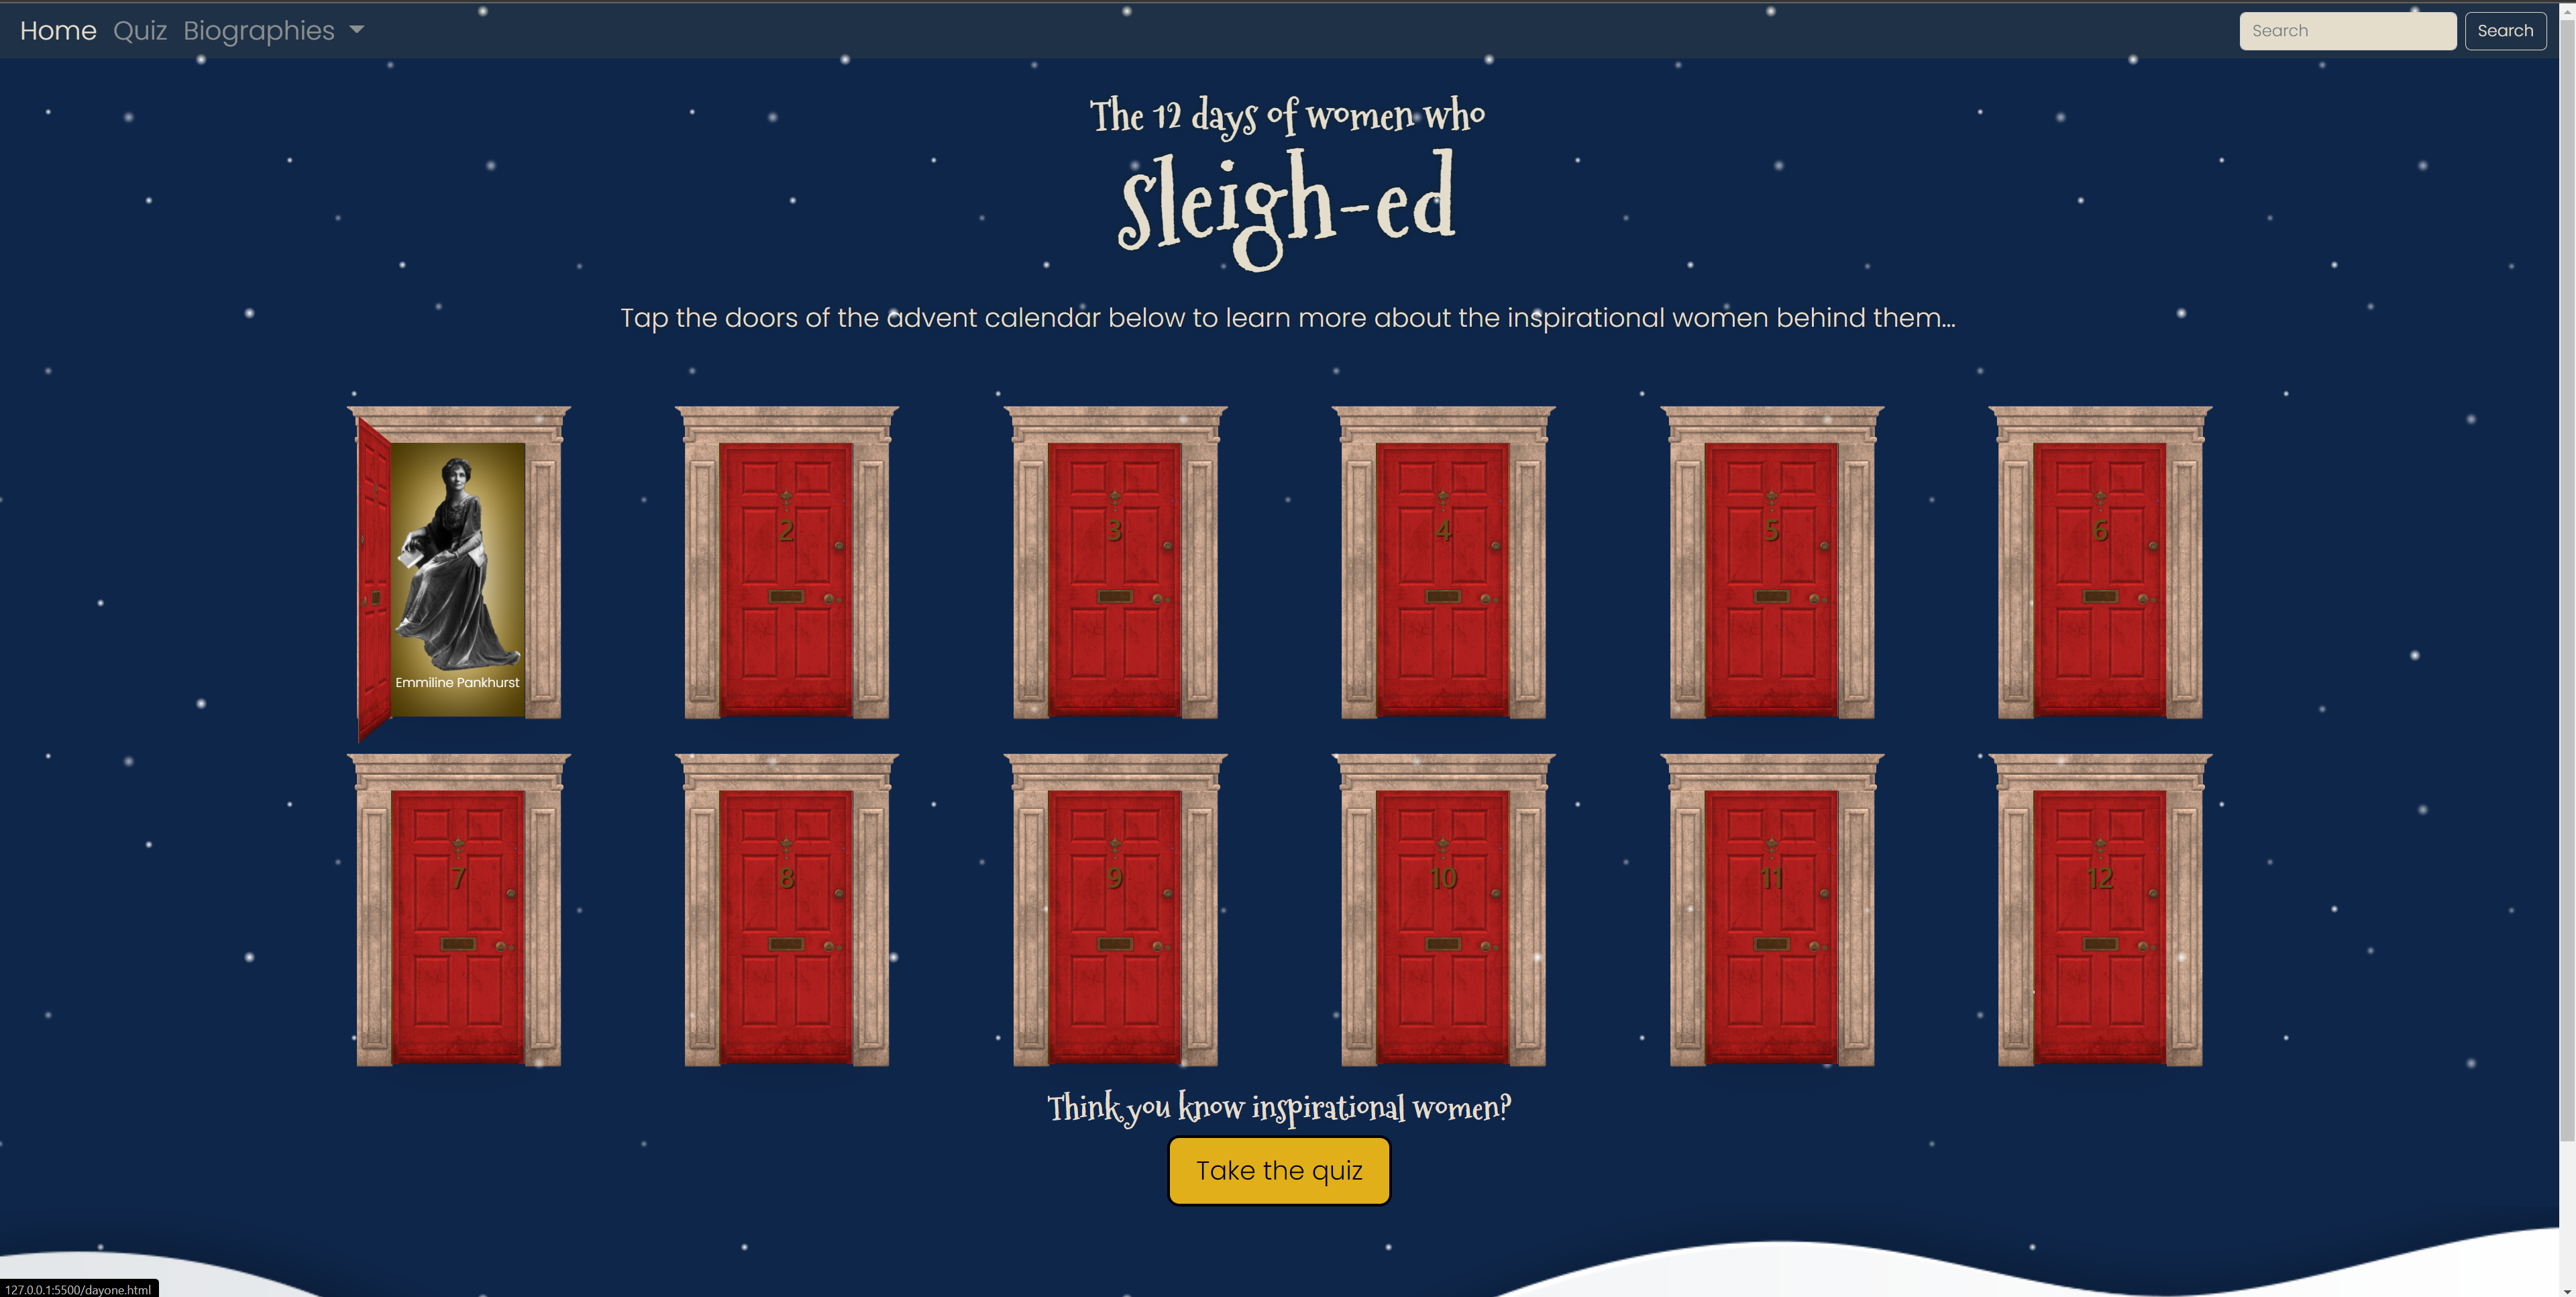 Home Quiz Biographies Search Search
The 12 days of women who
sleigh-ed
Tap the doors of the advent calendar below to learn more about the inspirational women behind them...
Emmiline Pankhurst
2 3 4 5 6
7 8 9 10 11 12
Think you know inspirational women?
Take the quiz
127.0.0.1:5500/dayone.html